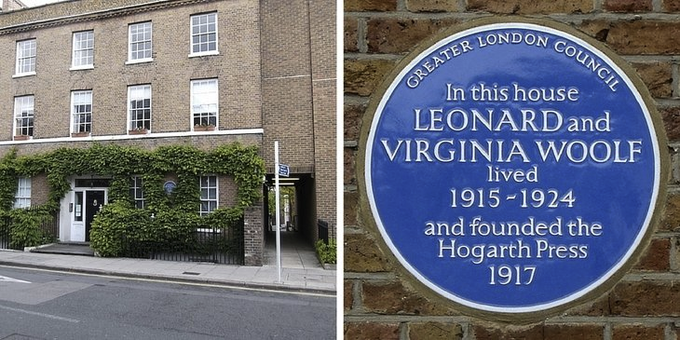 GREATER LONDON COUNCIL
In this house
LEONARD and
VIRGINIA WOOLF
lived
1915-1924
and founded the
Hogarth Press
1917